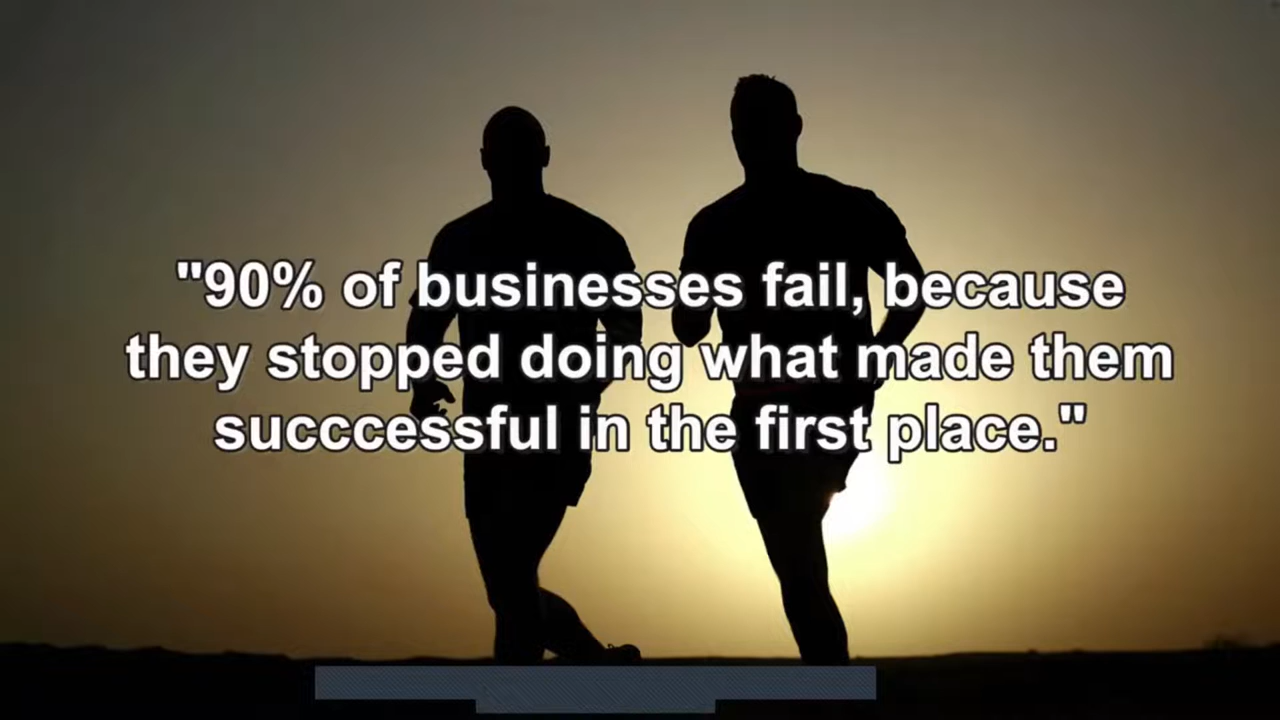 "90% of businesses fail, because
they stopped doing what made them
succcessful in the first place."